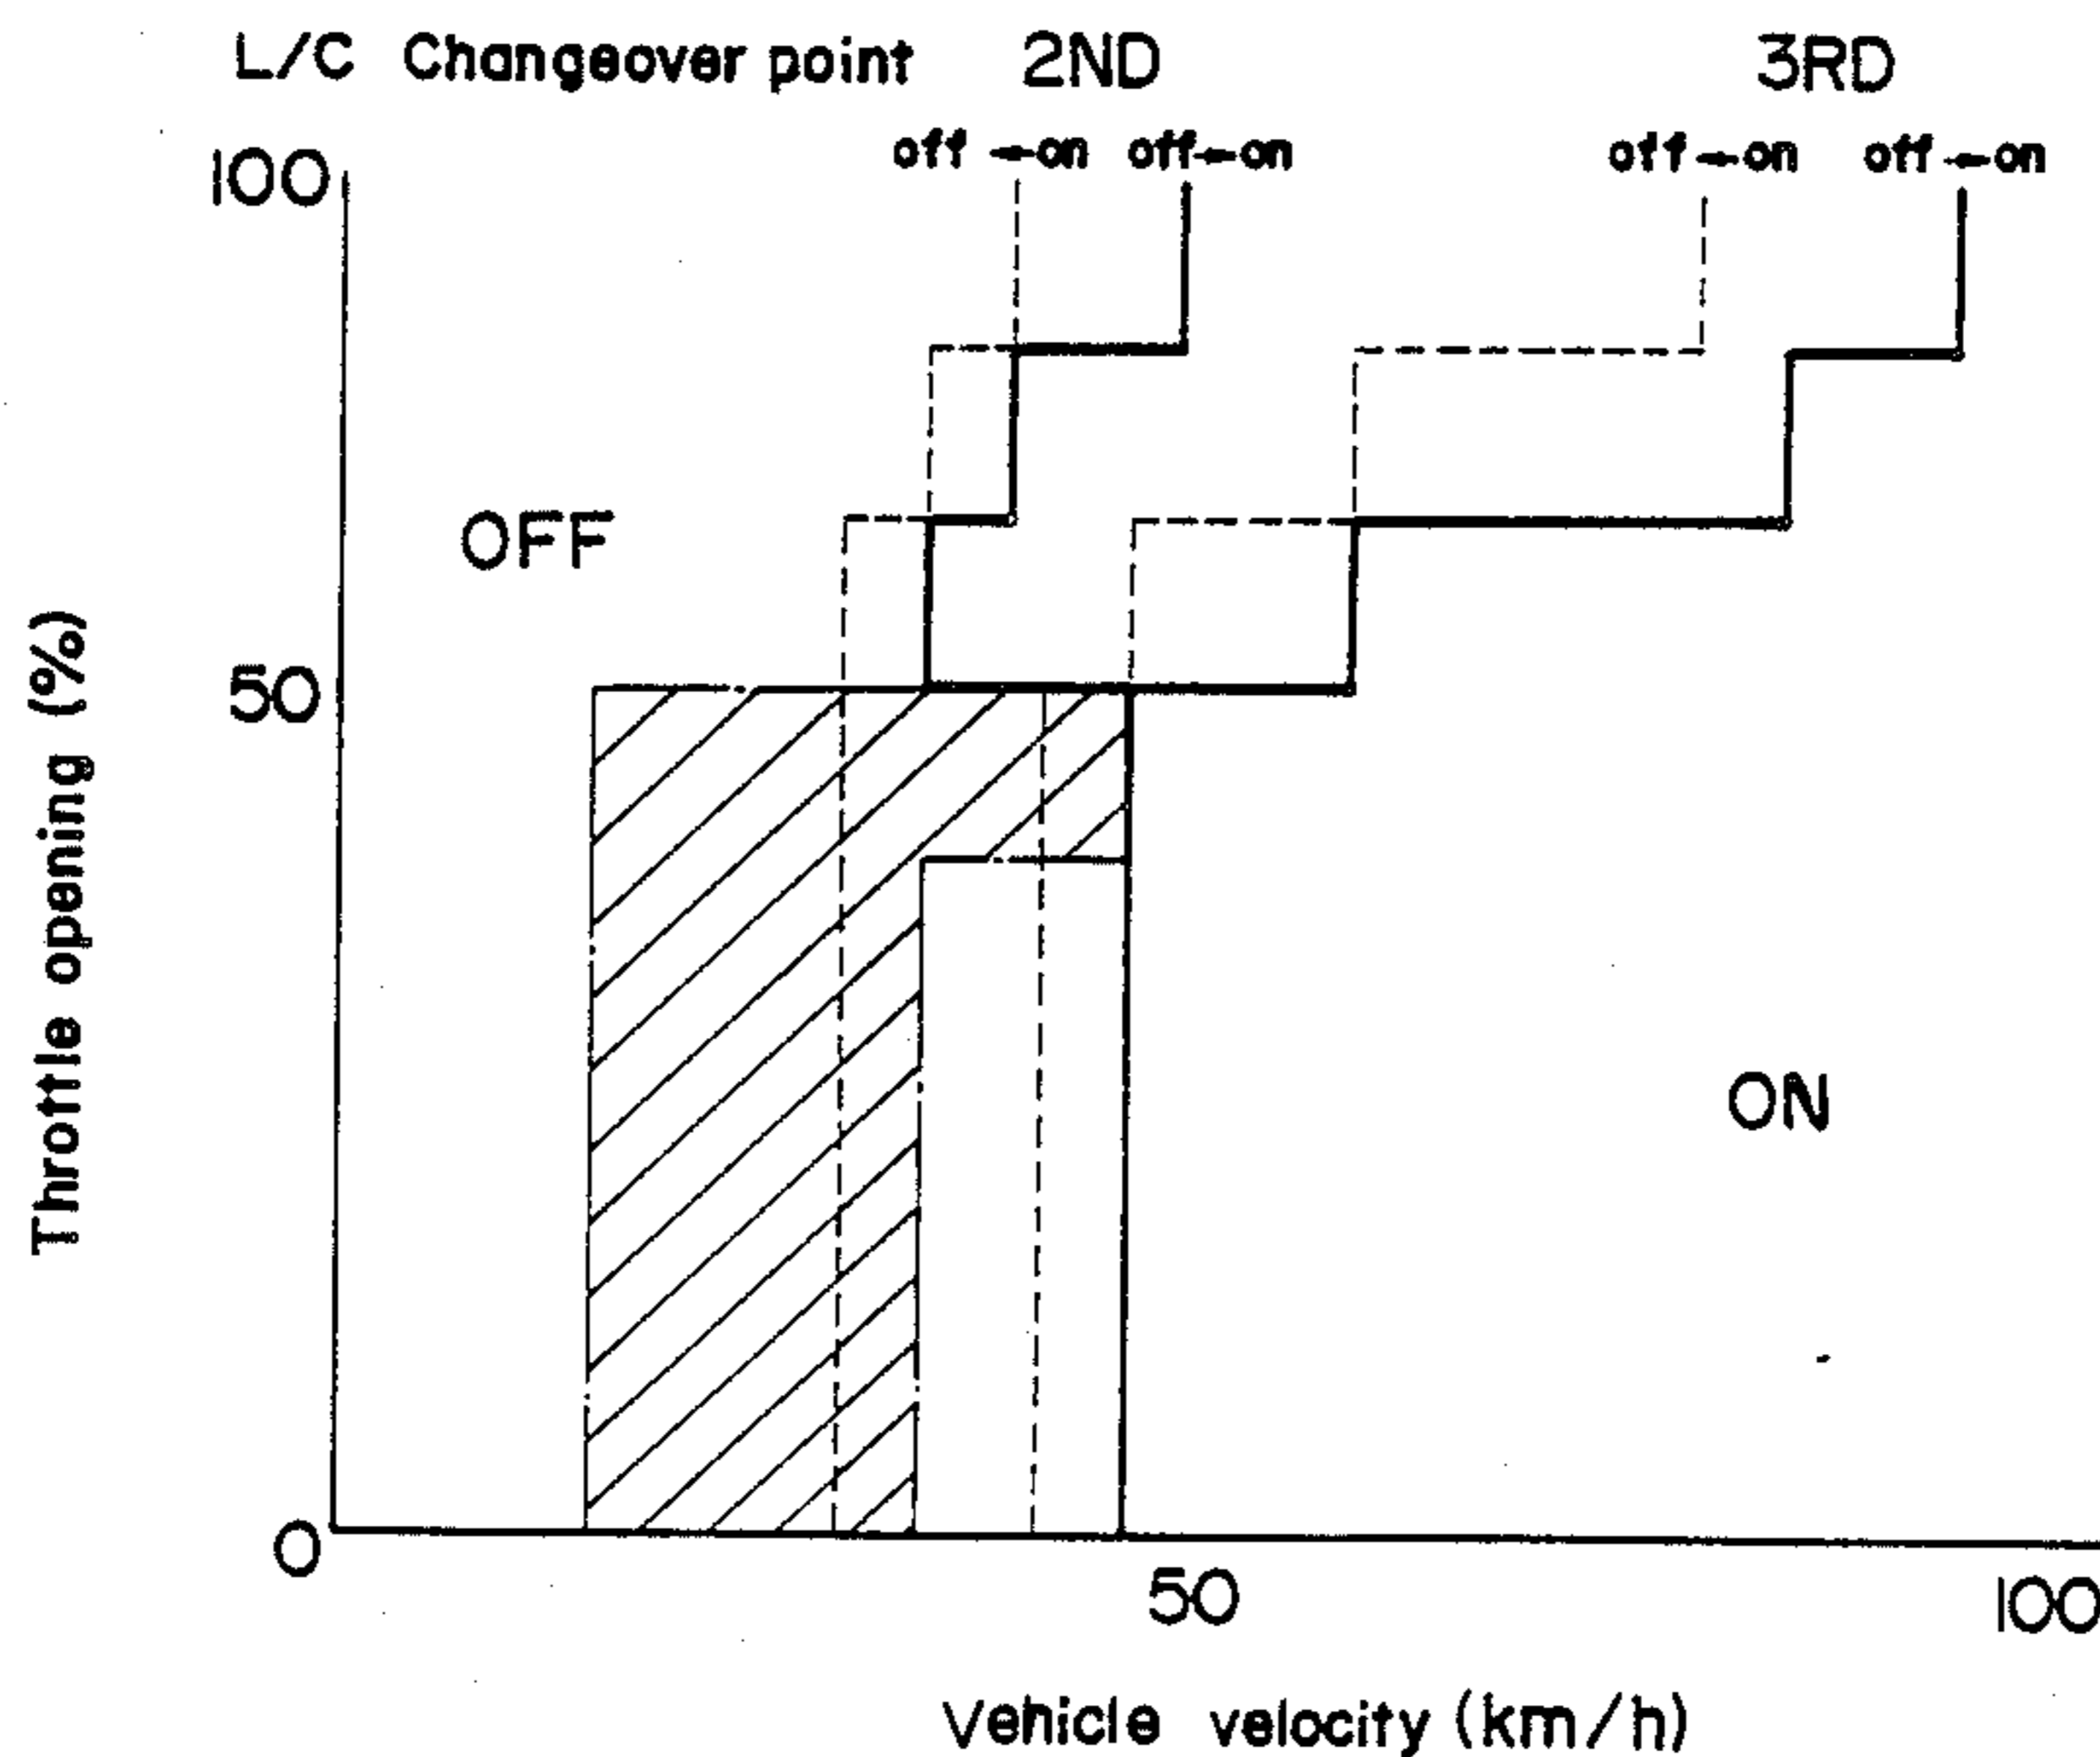 L/C Changeover point 2ND 3RD
off → on off ← on off → on off ← on
100
OFF
50
Throttle opening (%)
ON
0
50
100
Vehicle velocity (km/h)